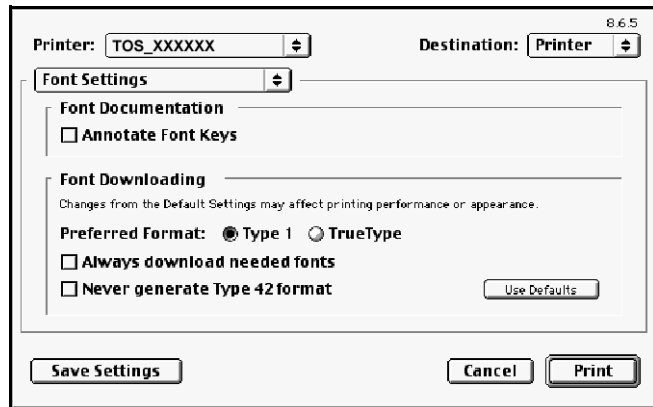 8.6.5
Printer: TOS_XXXXXX Destination: Printer
Font Settings
Font Documentation
Annotate Font Keys
Font Downloading
Changes from the Default Settings may affect printing performance or appearance.
Preferred Format: Type 1 TrueType
Always download needed fonts
Never generate Type 42 format Use Defaults
Save Settings Cancel Print